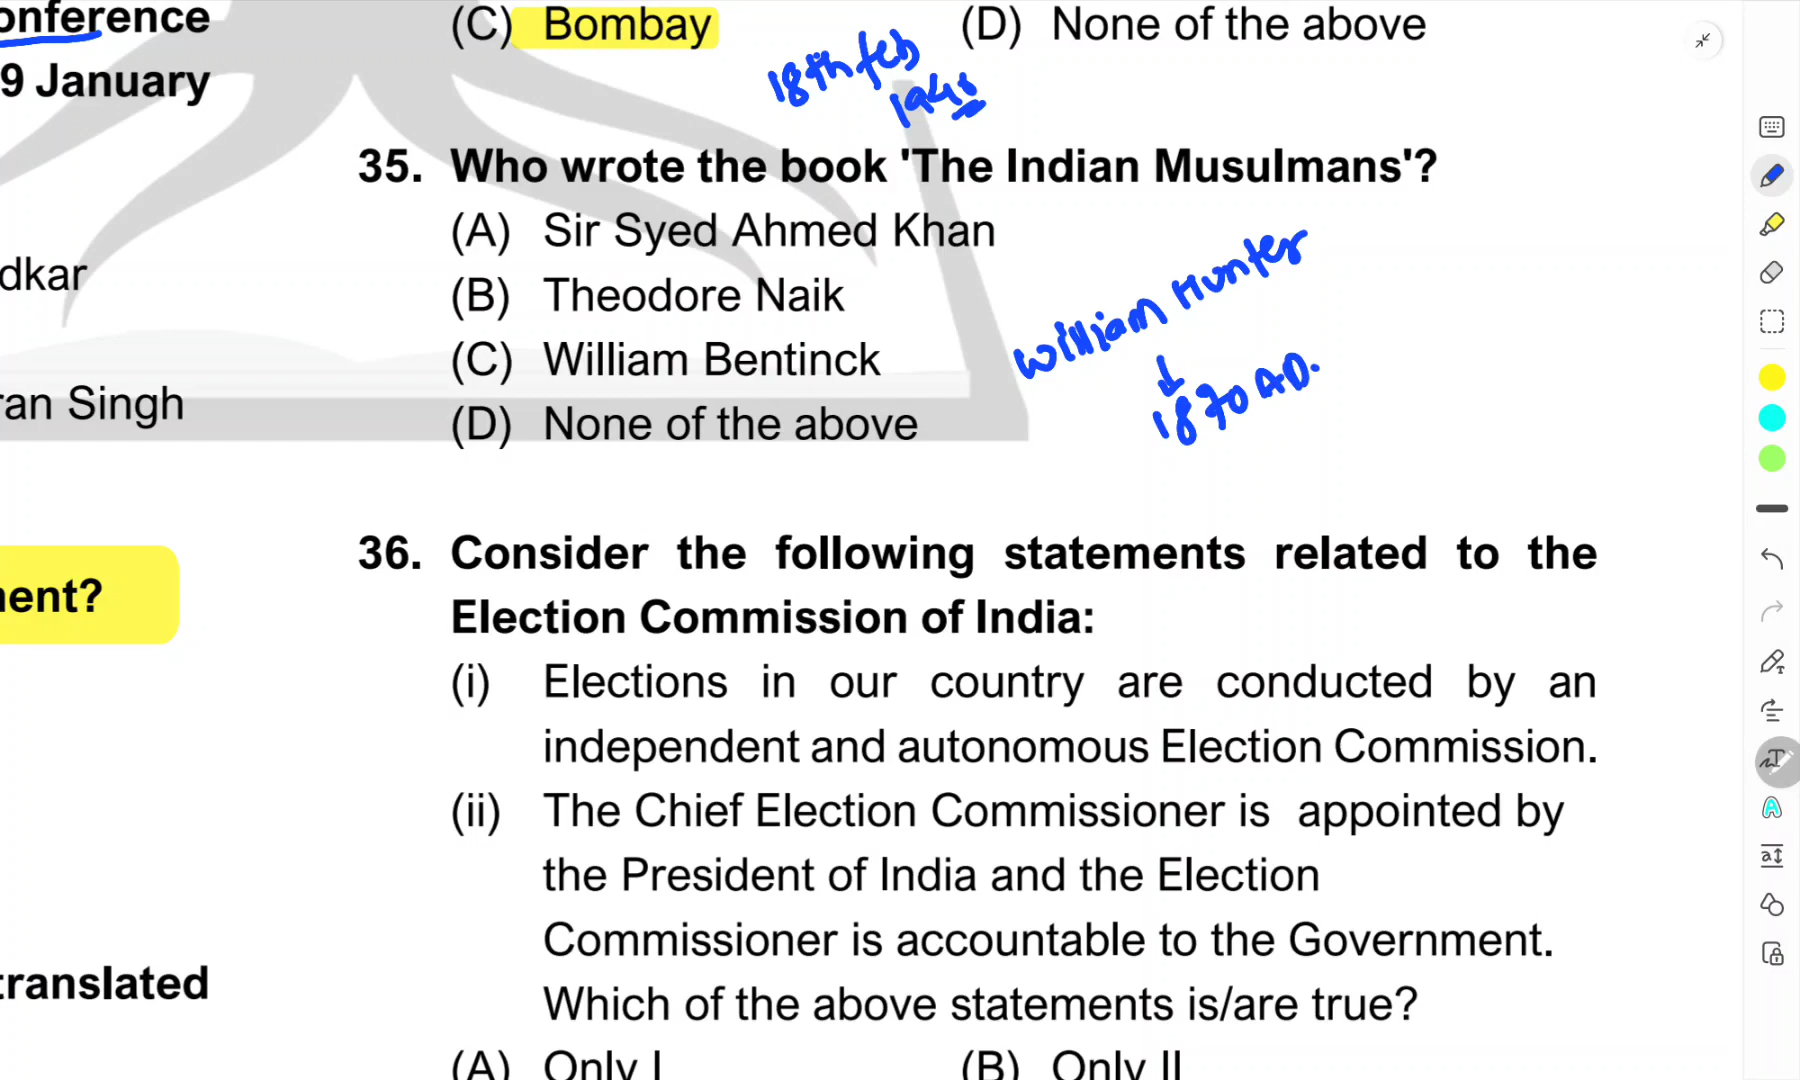 onference
9 January
dkar
ran Singh
nent?
translated
(C) Bombay (D) None of the above
18th feb
1946
35. Who wrote the book 'The Indian Musulmans'?
(A) Sir Syed Ahmed Khan
(B) Theodore Naik
(C) William Bentinck
(D) None of the above
William Hunter
1870 AD.
36. Consider the following statements related to the
Election Commission of India:
(i) Elections in our country are conducted by an
independent and autonomous Election Commission.
(ii) The Chief Election Commissioner is appointed by
the President of India and the Election
Commissioner is accountable to the Government.
Which of the above statements is/are true?
(A) Only I (B) Only II